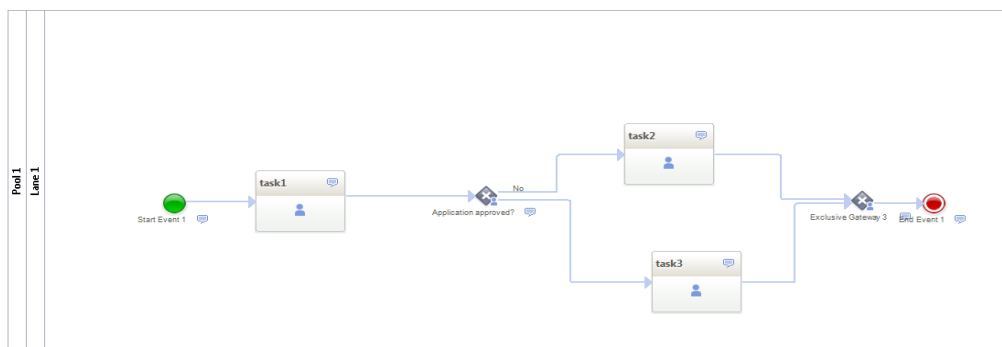 Pool 1
Lane 1
Start Event 1
task1
Application approved?
No
task2
task3
Exclusive Gateway 3
End Event 1